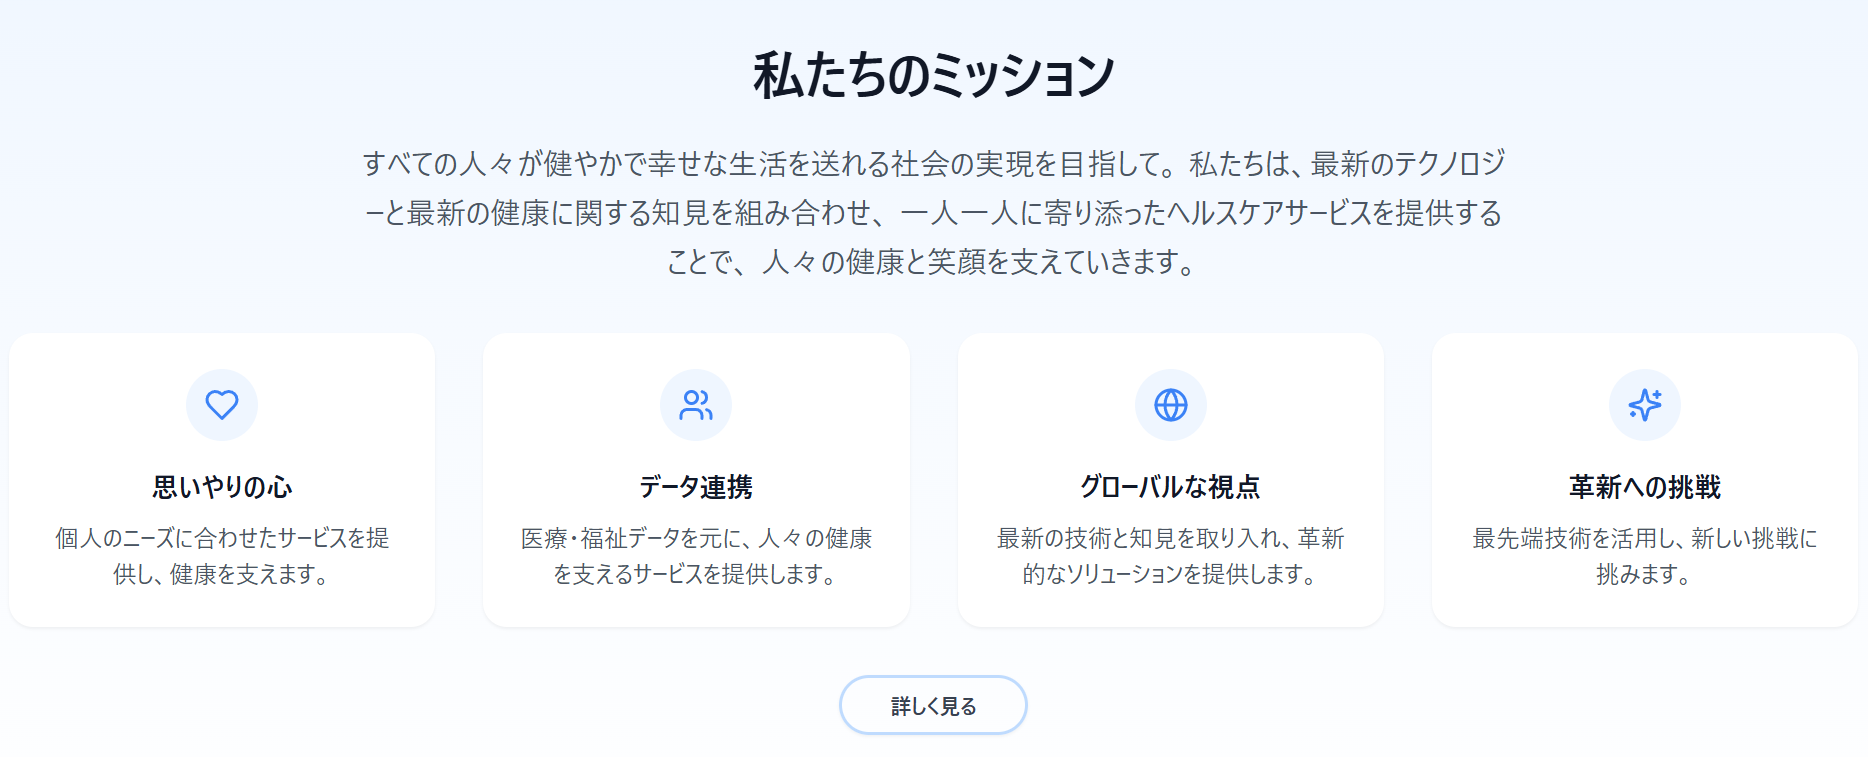 私たちのミッション
すべての人々が健やかで幸せな生活を送れる社会の実現を目指して。私たちは、最新のテクノロジ
ーと最新の健康に関する知見を組み合わせ、一人一人に寄り添ったヘルスケアサービスを提供する
ことで、人々の健康と笑顔を支えていきます。
思いやりの心
個人のニーズに合わせたサービスを提
供し、健康を支えます。
データ連携
医療・福祉データを元に、人々の健康
を支えるサービスを提供します。
グローバルな視点
最新の技術と知見を取り入れ、革新
的なソリューションを提供します。
革新への挑戦
最先端技術を活用し、新しい挑戦に
挑みます。
詳しく見る